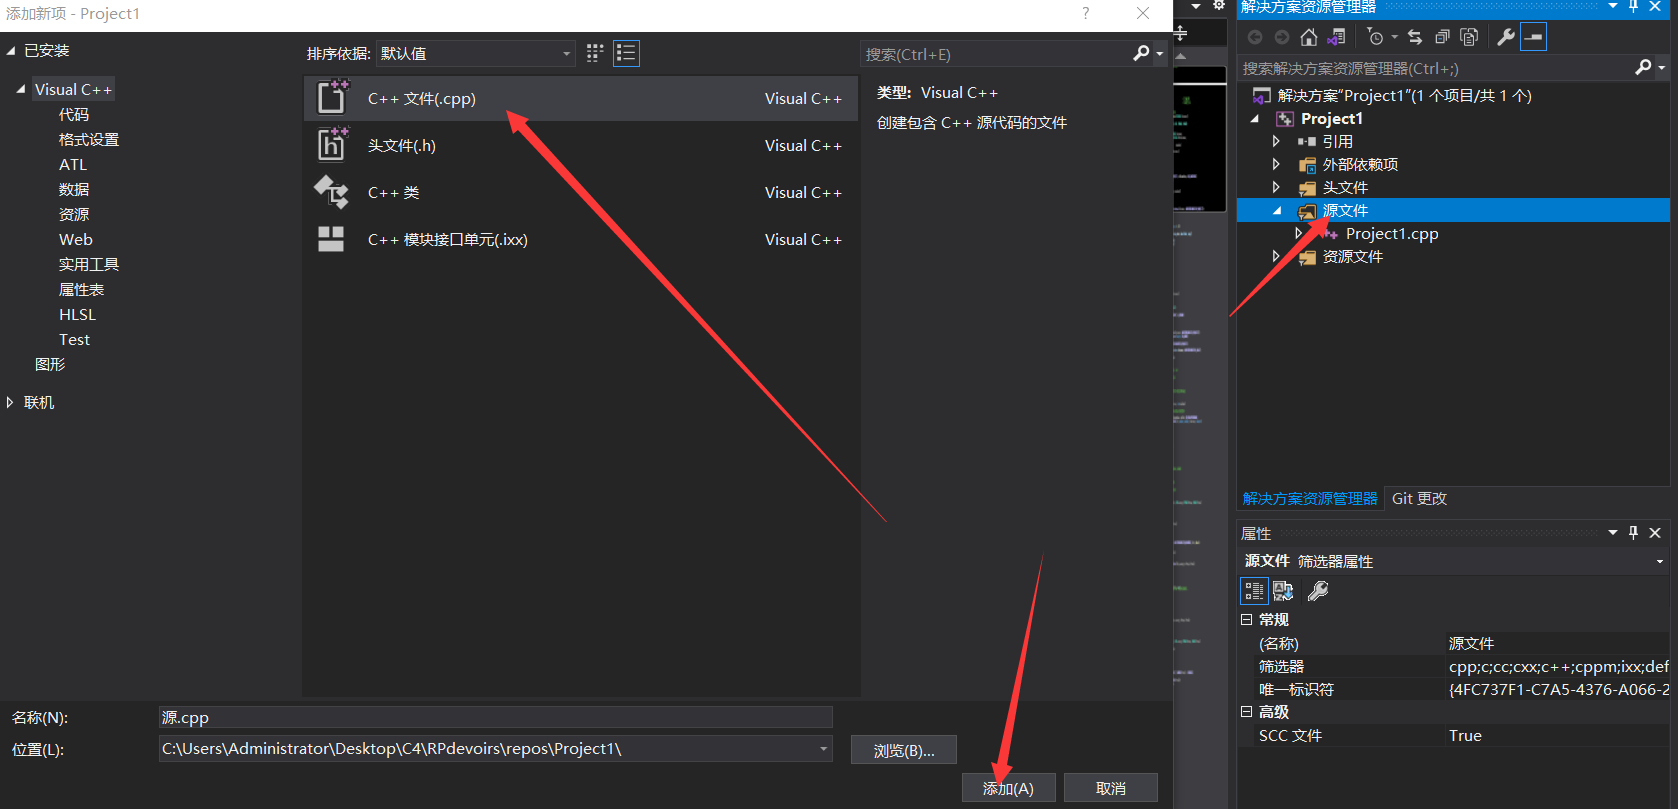 添加新项 - Project1
?
已安装
Visual C++
代码
格式设置
ATL
数据
资源
Web
实用工具
属性表
HLSL
Test
图形
联机
排序依据: 默认值
搜索(Ctrl+E)
C++ 文件(.cpp) Visual C++
头文件(.h) Visual C++
C++ 类 Visual C++
C++ 模块接口单元(.ixx) Visual C++
类型: Visual C++
创建包含 C++ 源代码的文件
名称(N): 源.cpp
位置(L): C:\Users\Administrator\Desktop\C4\RPdevoirs\repos\Project1\
浏览(B)...
添加(A) 取消
解决方案资源管理器
搜索解决方案资源管理器(Ctrl+;)
解决方案"Project1"(1 个项目/共 1 个)
Project1
引用
外部依赖项
头文件
源文件
Project1.cpp
资源文件
解决方案资源管理器 Git 更改
属性
源文件 筛选器属性
常规
(名称) 源文件
筛选器 cpp;c;cc;cxx;c++;cppm;ixx;def
唯一标识符 {4FC737F1-C7A5-4376-A066-2
高级
SCC 文件 True